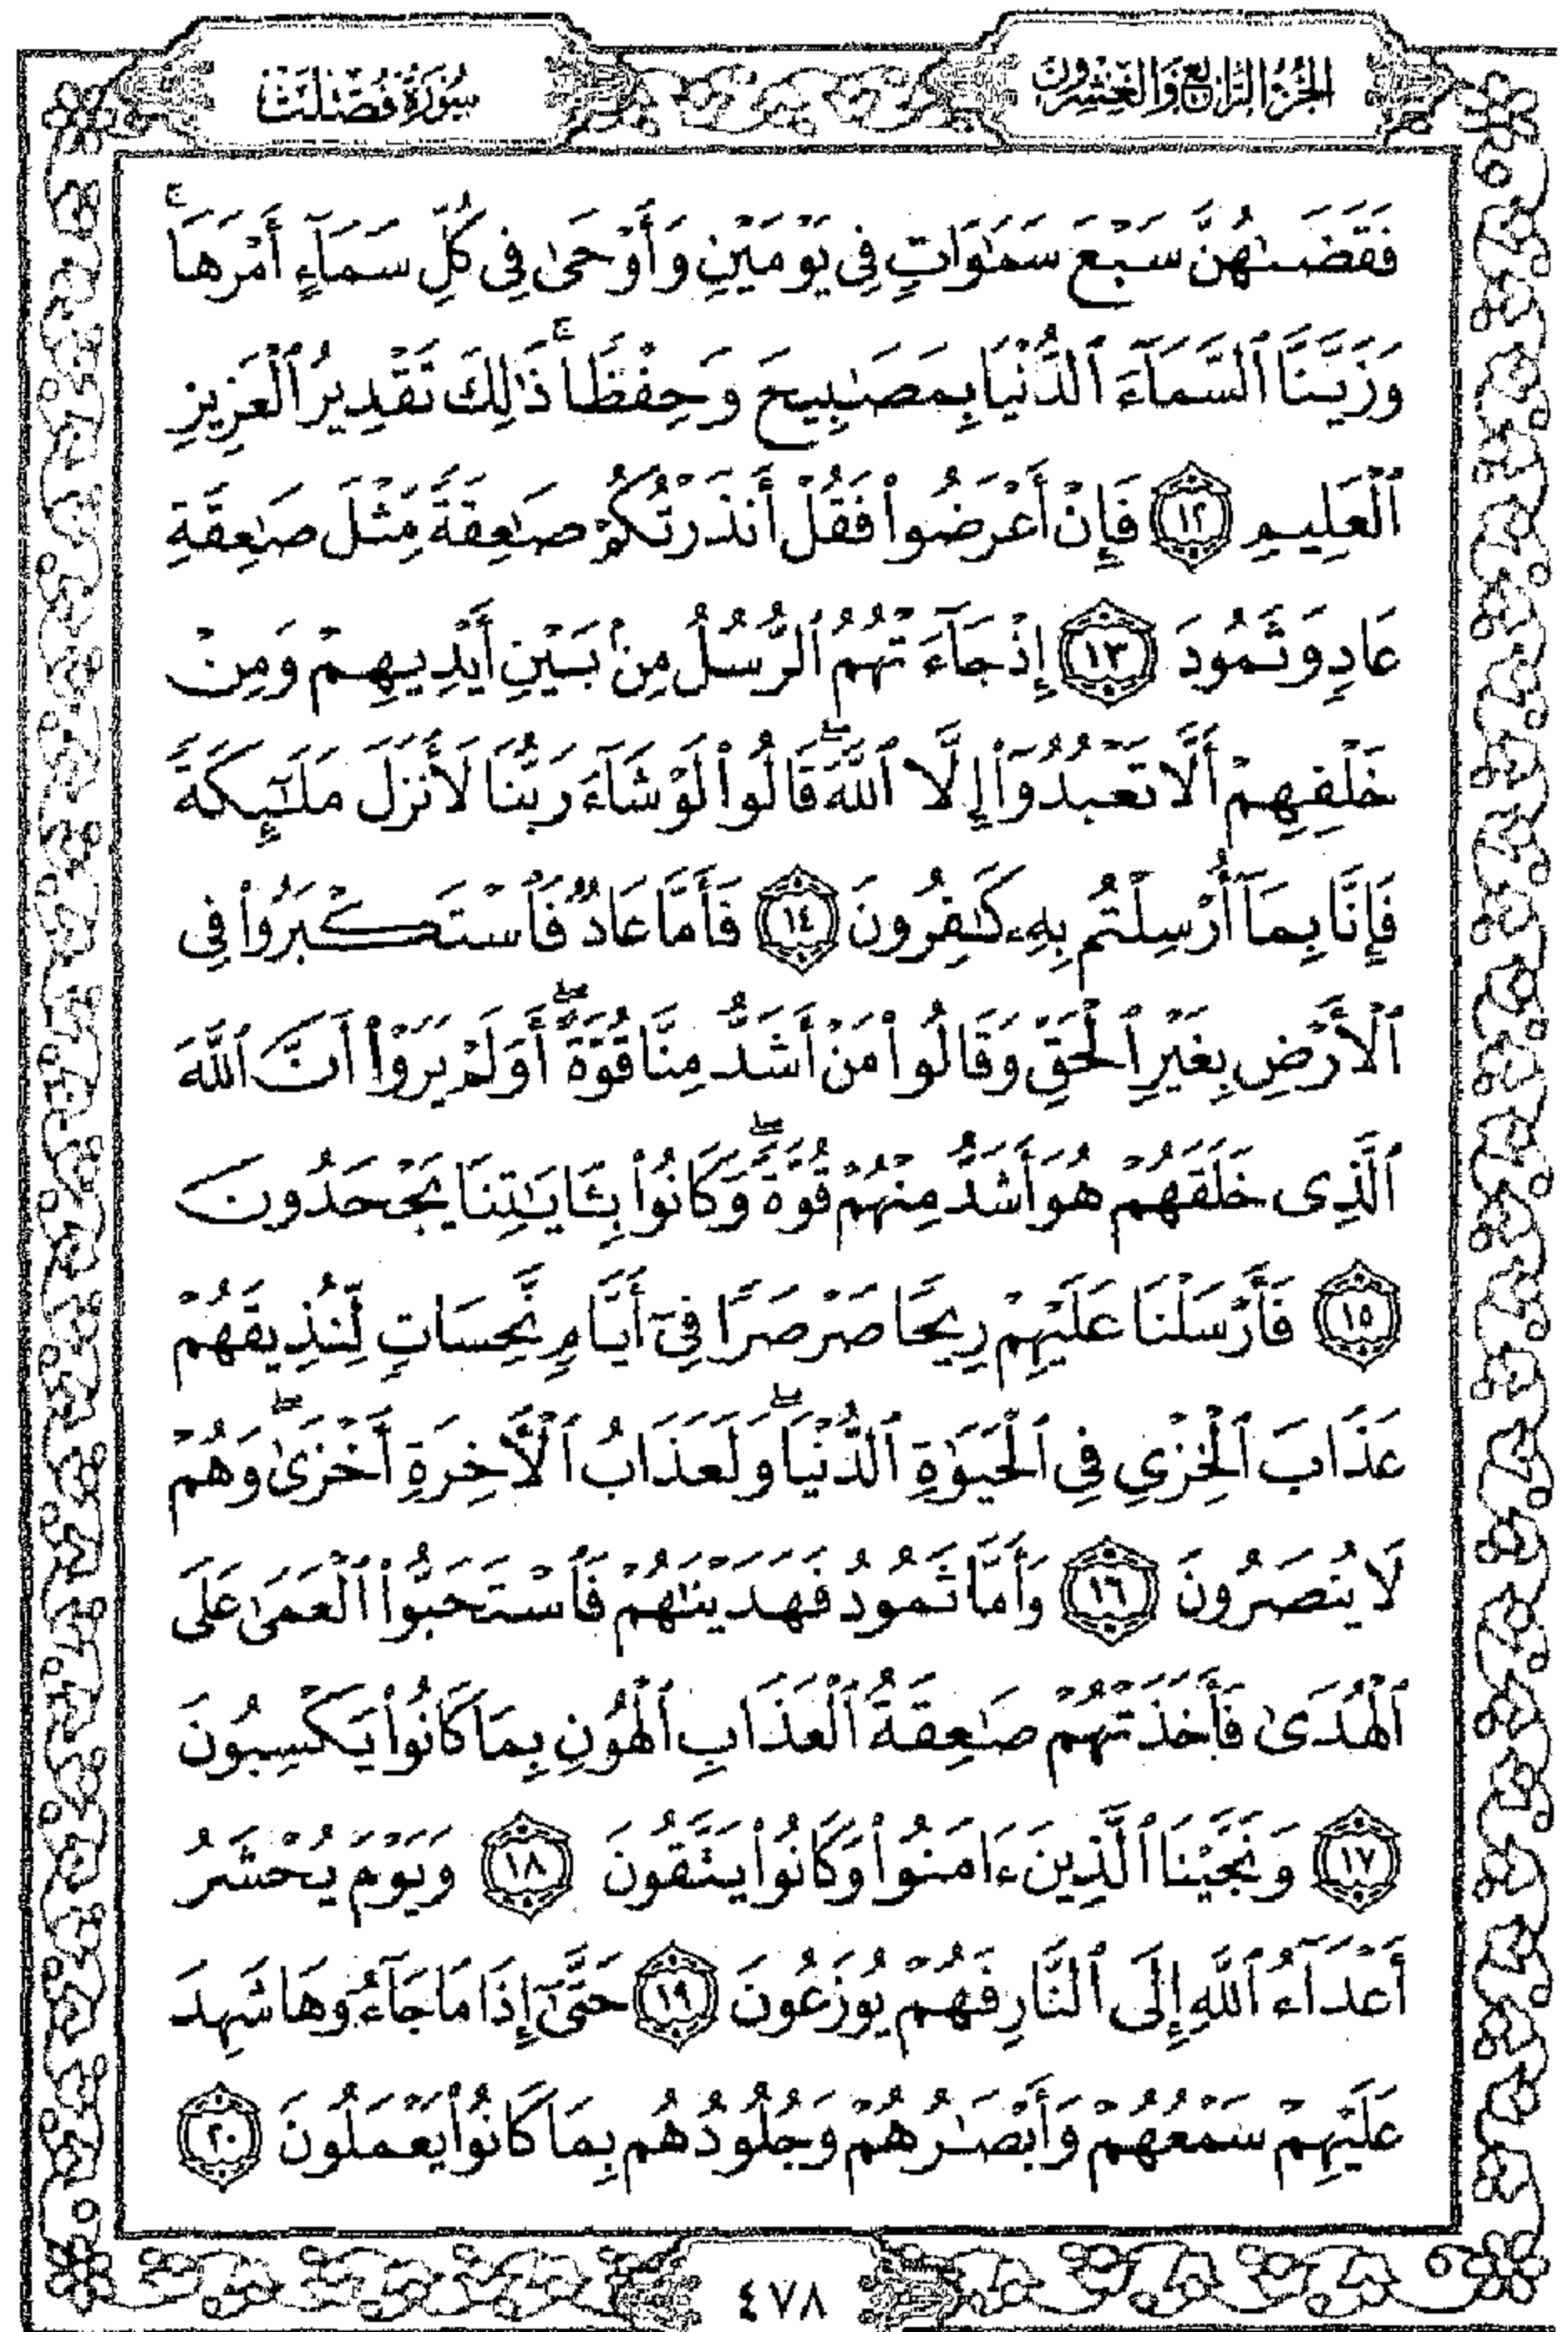 الجزء الرابع والعشرون
سورة فصلت
فَقَضَىٰهُنَّ سَبْعَ سَمَٰوَاتٍ فِى يَوْمَيْنِ وَأَوْحَىٰ فِى كُلِّ سَمَآءٍ أَمْرَهَا ۚ
وَزَيَّنَّا ٱلسَّمَآءَ ٱلدُّنْيَا بِمَصَٰبِيحَ وَحِفْظًا ۚ ذَٰلِكَ تَقْدِيرُ ٱلْعَزِيزِ
ٱلْعَلِيمِ ١٢ فَإِنْ أَعْرَضُوا۟ فَقُلْ أَنذَرْتُكُمْ صَٰعِقَةً مِّثْلَ صَٰعِقَةِ
عَادٍ وَثَمُودَ ١٣ إِذْ جَآءَتْهُمُ ٱلرُّسُلُ مِنۢ بَيْنِ أَيْدِيهِمْ وَمِنْ
خَلْفِهِمْ أَلَّا تَعْبُدُوٓا۟ إِلَّا ٱللَّهَ ۖ قَالُوا۟ لَوْ شَآءَ رَبُّنَا لَأَنزَلَ مَلَٰٓئِكَةً
فَإِنَّا بِمَآ أُرْسِلْتُم بِهِۦ كَٰفِرُونَ ١٤ فَأَمَّا عَادٌ فَٱسْتَكْبَرُوا۟ فِى
ٱلْأَرْضِ بِغَيْرِ ٱلْحَقِّ وَقَالُوا۟ مَنْ أَشَدُّ مِنَّا قُوَّةً ۖ أَوَلَمْ يَرَوْا۟ أَنَّ ٱللَّهَ
ٱلَّذِى خَلَقَهُمْ هُوَ أَشَدُّ مِنْهُمْ قُوَّةً ۖ وَكَانُوا۟ بِـَٔايَٰتِنَا يَجْحَدُونَ
١٥ فَأَرْسَلْنَا عَلَيْهِمْ رِيحًا صَرْصَرًا فِىٓ أَيَّامٍ نَّحِسَاتٍ لِّنُذِيقَهُمْ
عَذَابَ ٱلْخِزْىِ فِى ٱلْحَيَوٰةِ ٱلدُّنْيَا ۖ وَلَعَذَابُ ٱلْأَخِرَةِ أَخْزَىٰ ۖ وَهُمْ
لَا يُنصَرُونَ ١٦ وَأَمَّا ثَمُودُ فَهَدَيْنَٰهُمْ فَٱسْتَحَبُّوا۟ ٱلْعَمَىٰ عَلَى
ٱلْهُدَىٰ فَأَخَذَتْهُمْ صَٰعِقَةُ ٱلْعَذَابِ ٱلْهُونِ بِمَا كَانُوا۟ يَكْسِبُونَ
١٧ وَنَجَّيْنَا ٱلَّذِينَ ءَامَنُوا۟ وَكَانُوا۟ يَتَّقُونَ ١٨ وَيَوْمَ يُحْشَرُ
أَعْدَآءُ ٱللَّهِ إِلَى ٱلنَّارِ فَهُمْ يُوزَعُونَ ١٩ حَتَّىٰٓ إِذَا مَا جَآءُوهَا شَهِدَ
عَلَيْهِمْ سَمْعُهُمْ وَأَبْصَٰرُهُمْ وَجُلُودُهُم بِمَا كَانُوا۟ يَعْمَلُونَ ٢٠
٤٧٨